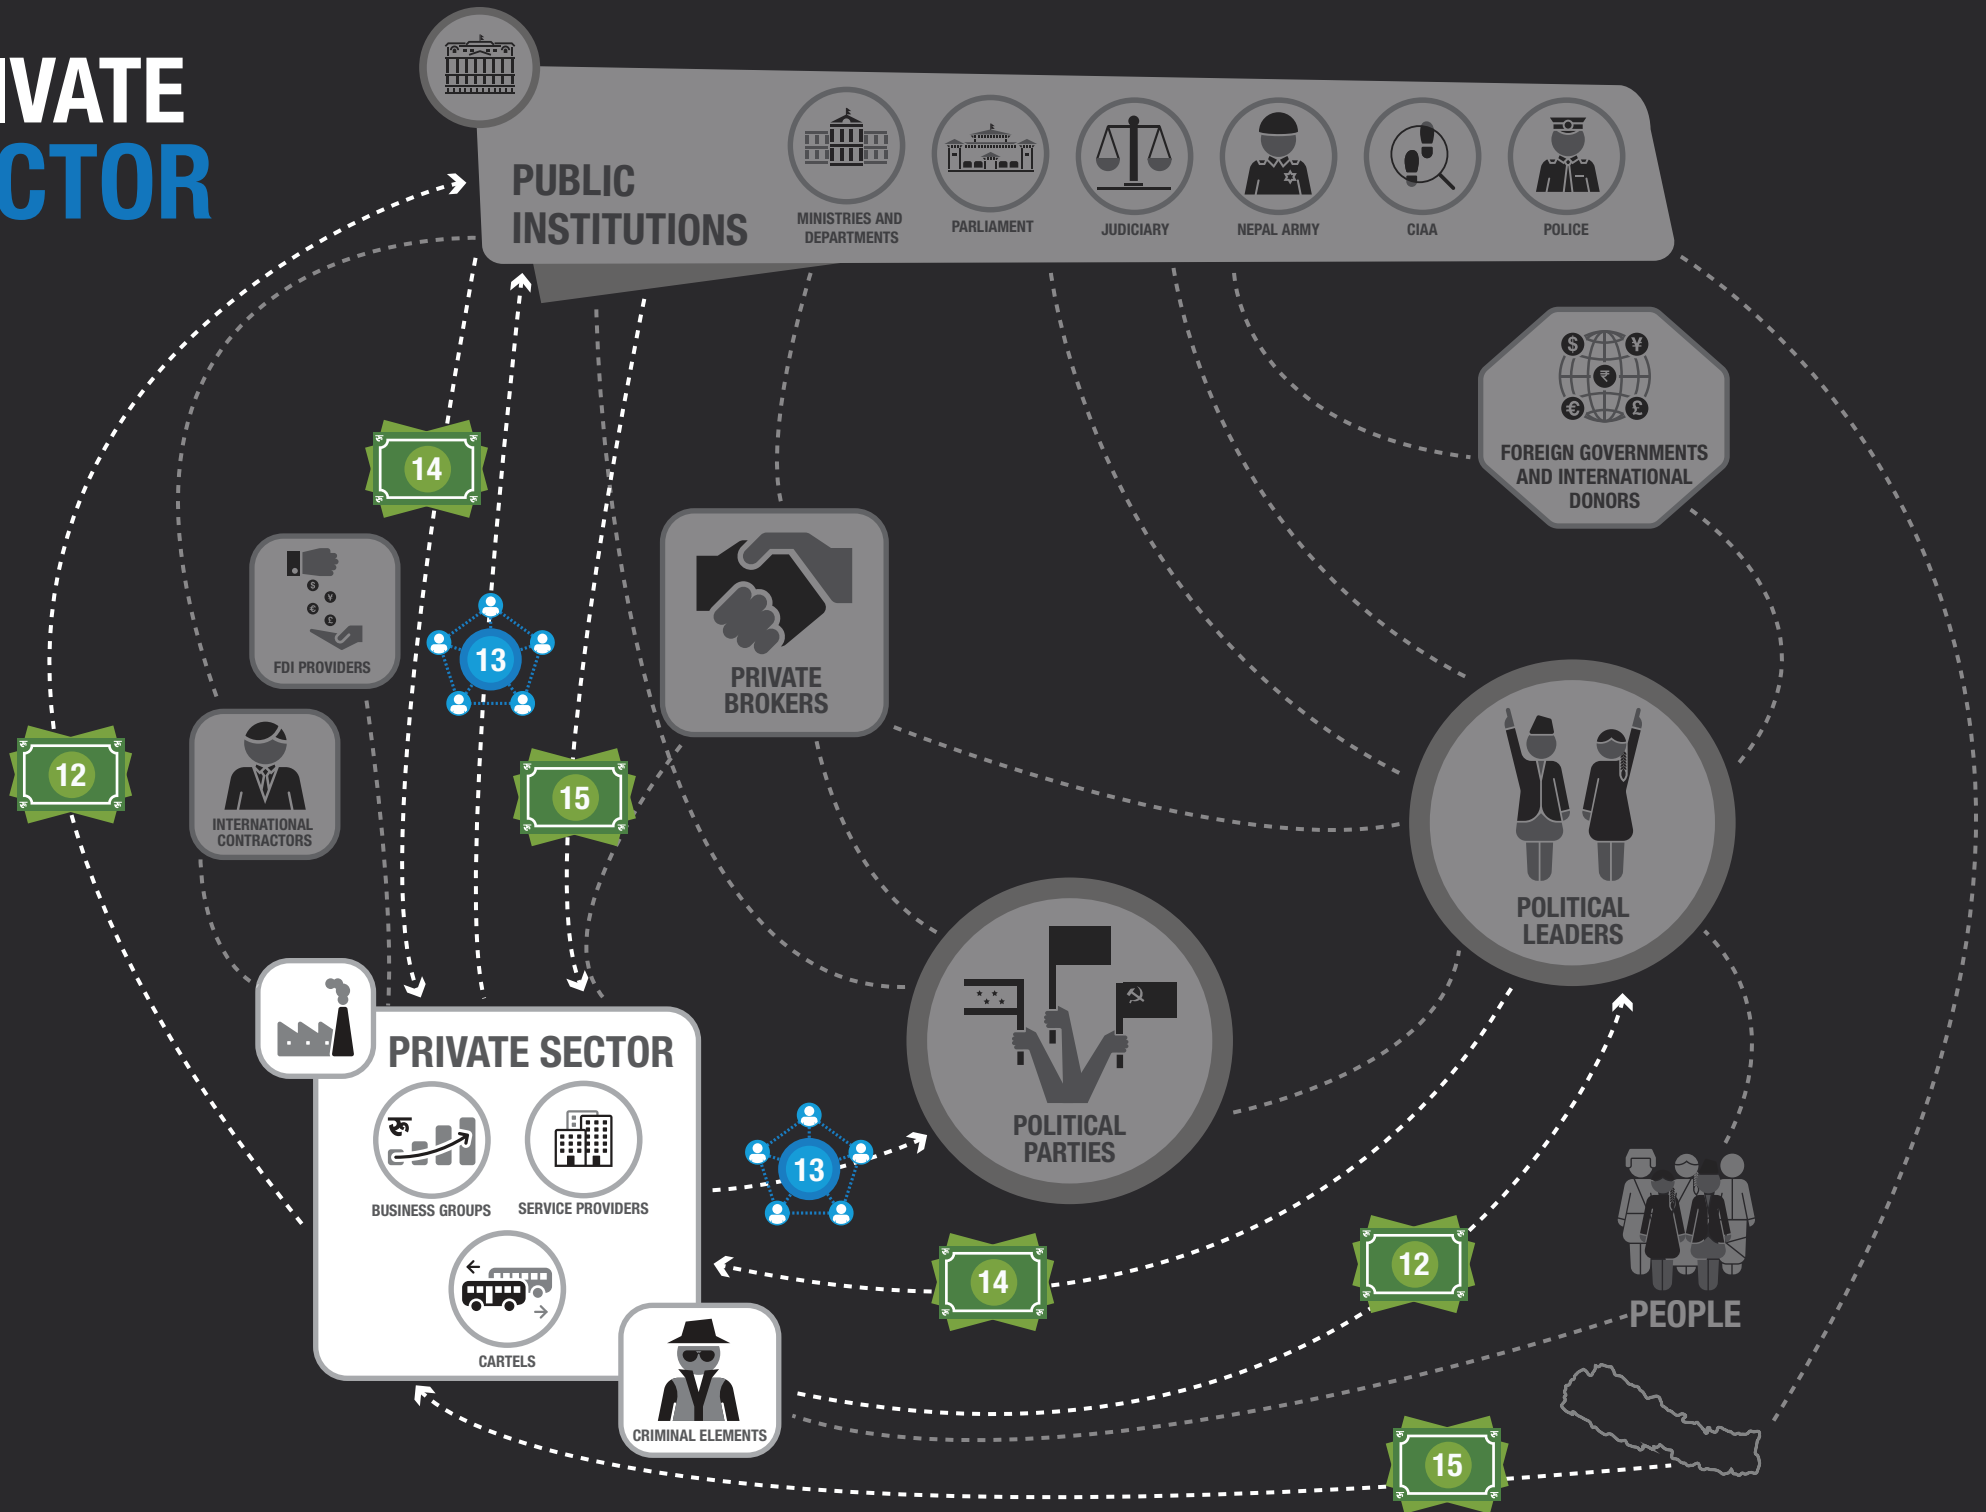 IVATE
CTOR
PUBLIC
INSTITUTIONS
MINISTRIES AND
DEPARTMENTS
PARLIAMENT
JUDICIARY
NEPAL ARMY
CIAA
POLICE
$ ¥
₹
€ £
FOREIGN GOVERNMENTS
AND INTERNATIONAL
DONORS
14
$
¥
€
£
FDI PROVIDERS
13
PRIVATE
BROKERS
12
INTERNATIONAL
CONTRACTORS
15
POLITICAL
LEADERS
PRIVATE SECTOR
रू
BUSINESS GROUPS
SERVICE PROVIDERS
CARTELS
CRIMINAL ELEMENTS
13
POLITICAL
PARTIES
14
12
PEOPLE
15